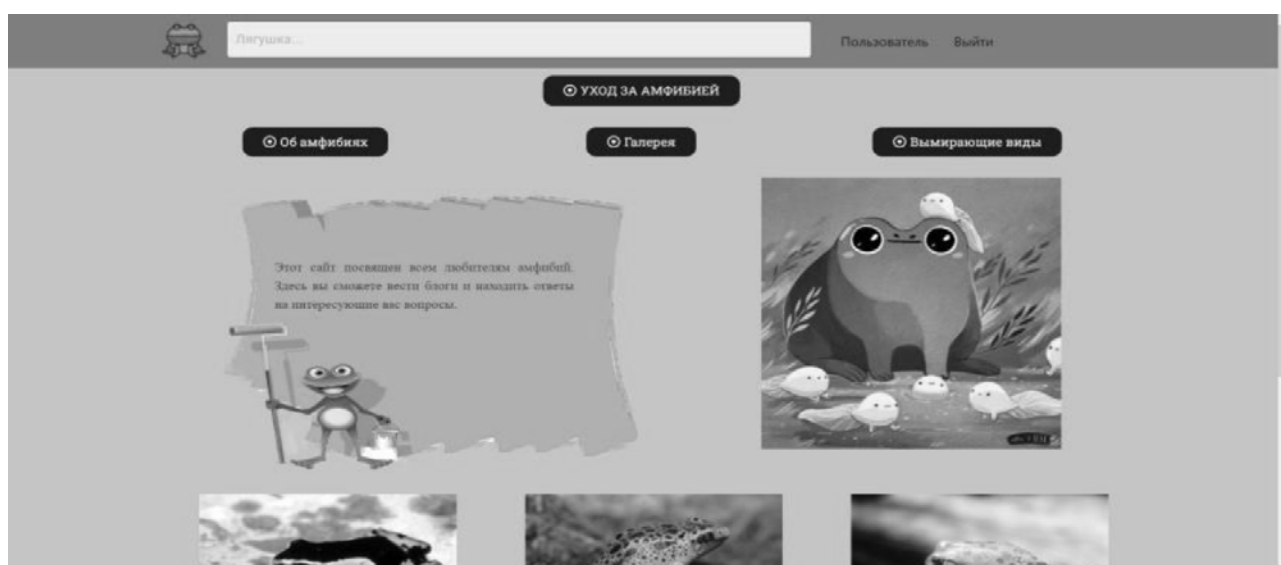 Лягушка...
Пользователь Выйти
УХОД ЗА АМФИБИЕЙ
Об амфибиях
Галерея
Вымирающие виды
Этот сайт посвящен всем любителям амфибий.
Здесь вы сможете вести блоги и находить ответы
на интересующие вас вопросы.